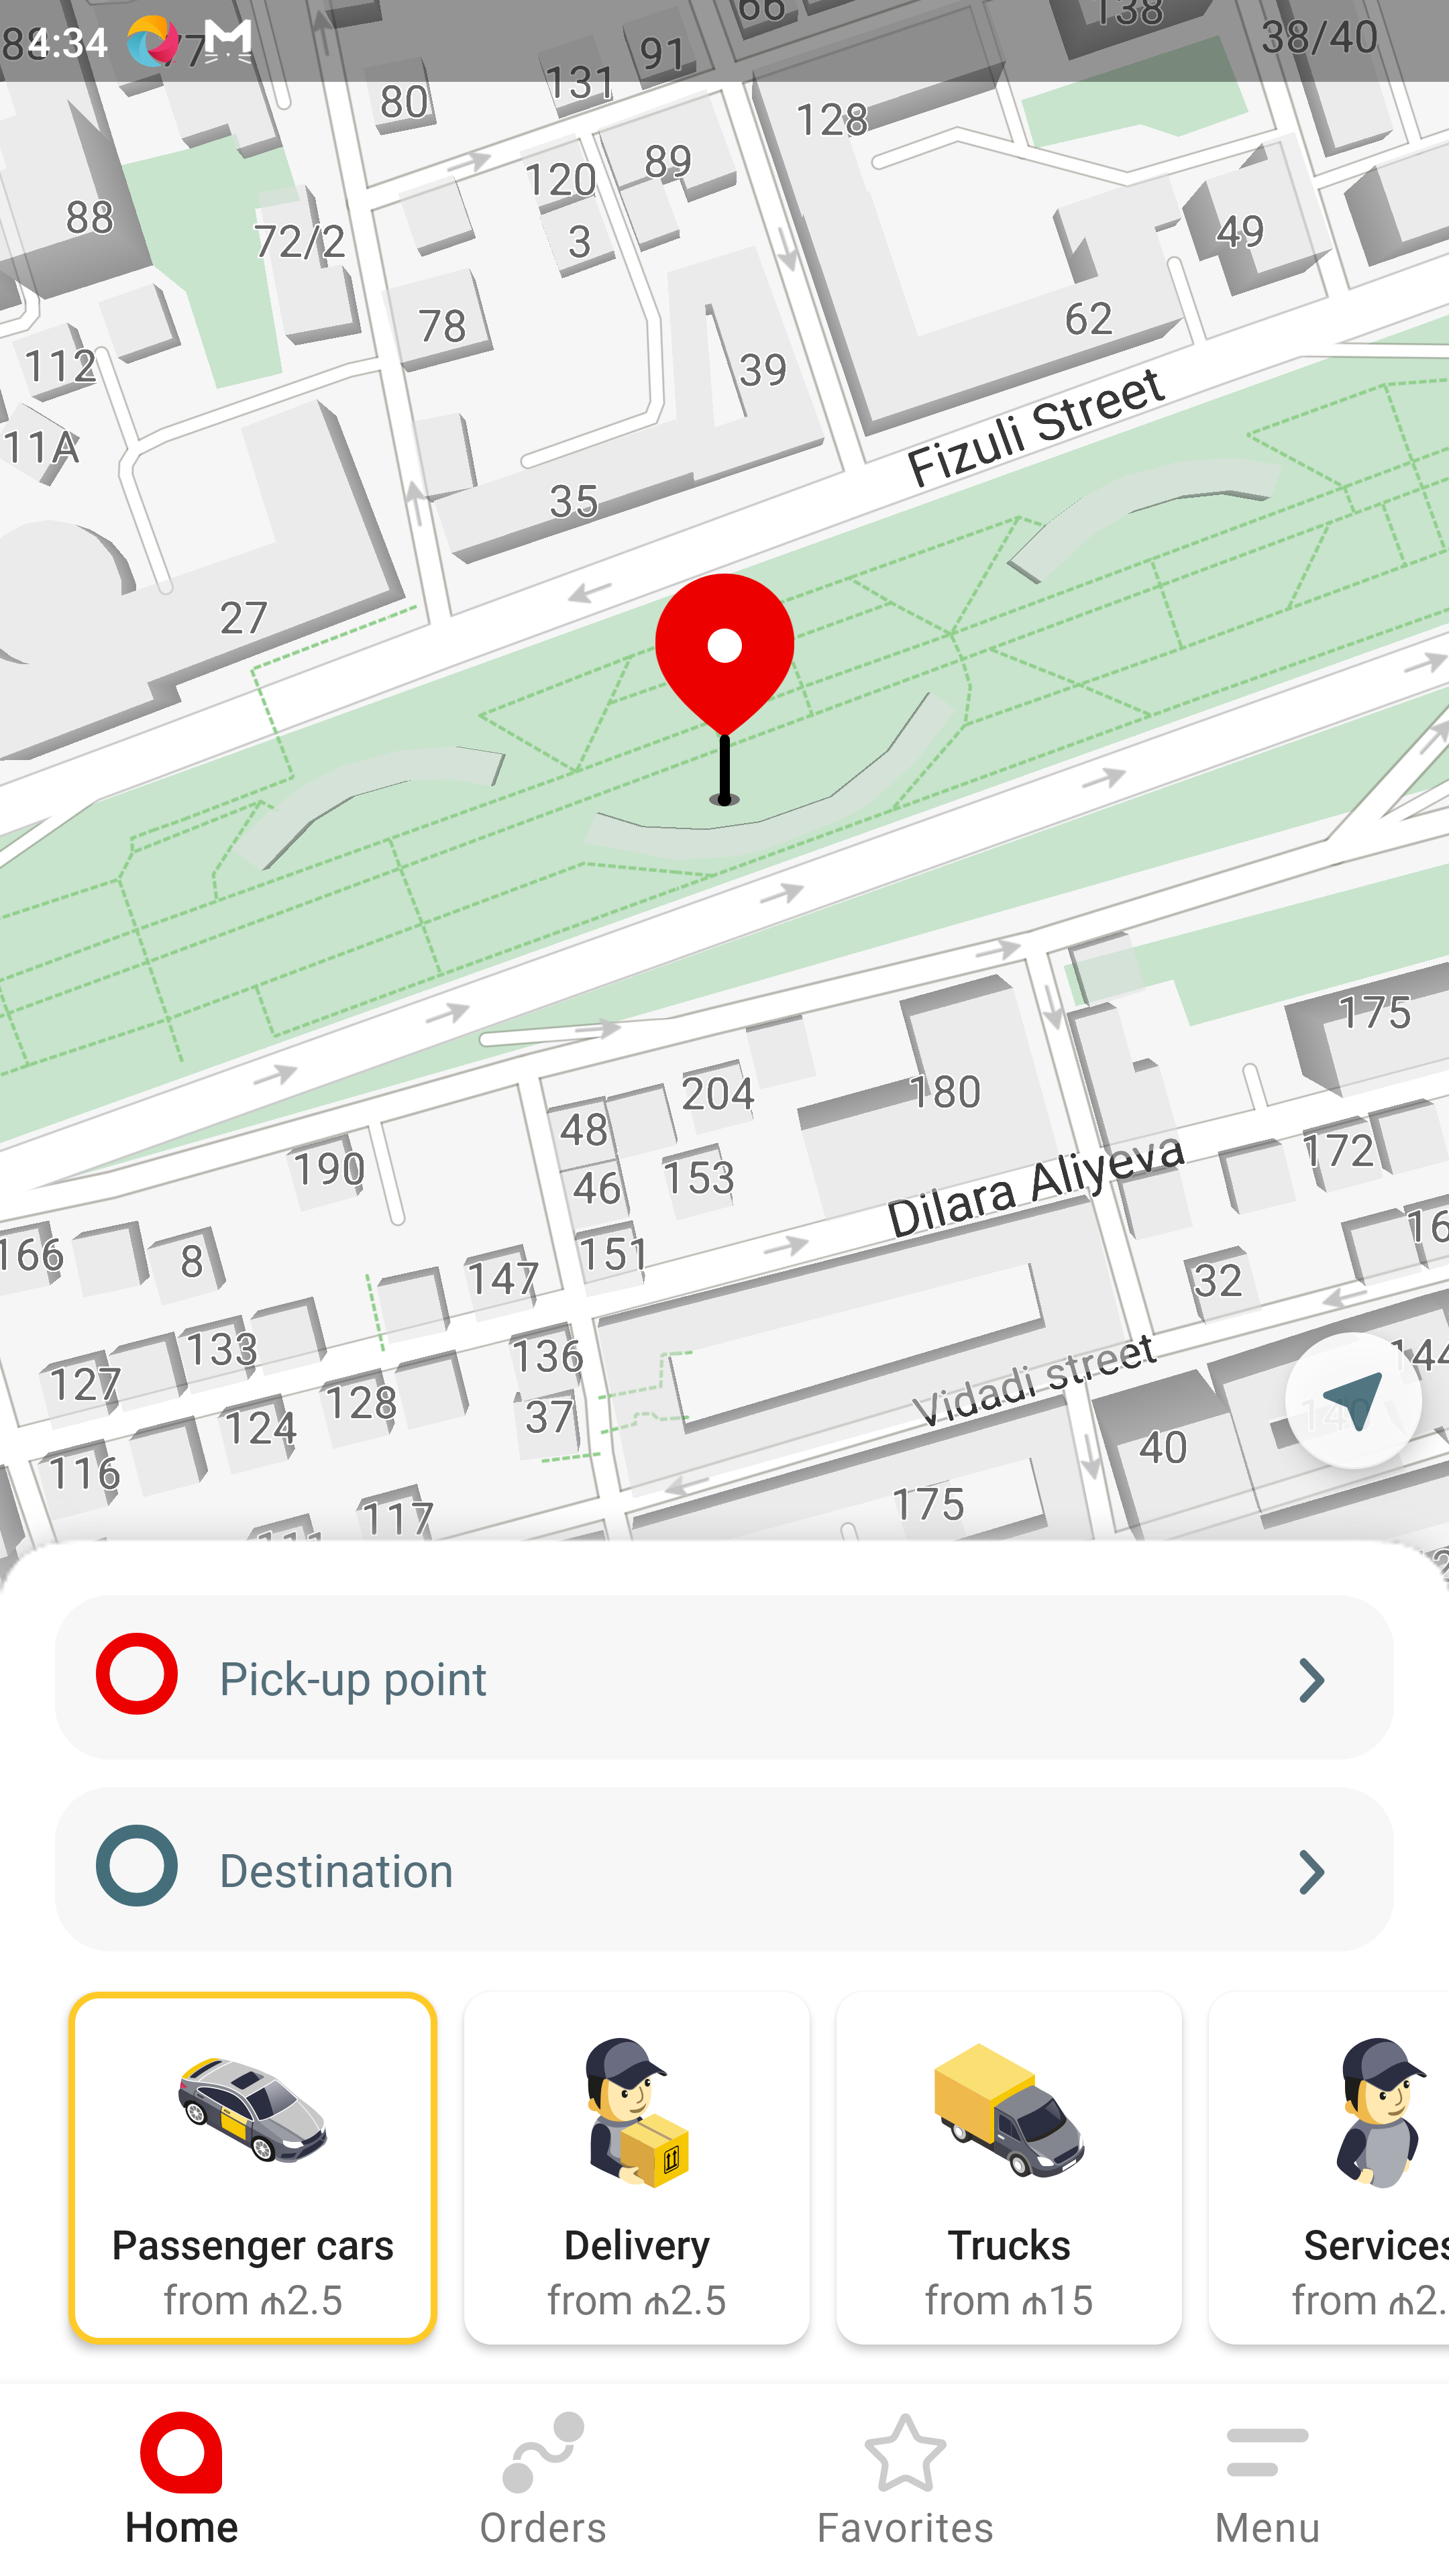 4:34
66
138
38/40
77
91
131
80
128
89
120
3
88
72/2
49
78
62
112
39
11A
Fizuli Street
35
27
175
204
180
48
190
153
46
172
Dilara Aliyeva
166
8
151
147
32
133
136
127
128
Vidadi street
37
124
40
116
175
117
Pick-up point
Destination
Passenger cars
from ₼2.5
Delivery
from ₼2.5
Trucks
from ₼15
Services
from ₼2.
Home
Orders
Favorites
Menu